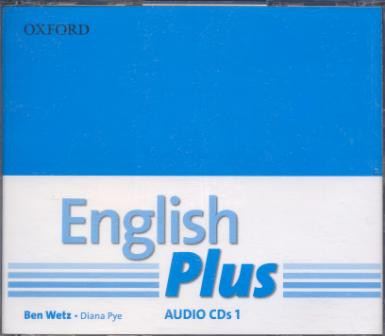 OXFORD
English
Plus
Ben Wetz • Diana Pye
AUDIO CDs 1